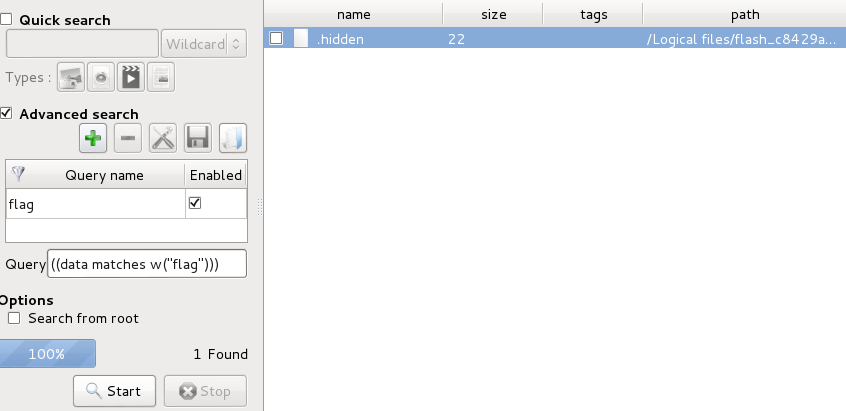 Quick search
Wildcard
Types :
Advanced search
Query name Enabled
flag
Query ((data matches w("flag")))
Options
Search from root
100% 1 Found
Start Stop
name size tags path
.hidden 22 /Logical files/flash_c8429a...